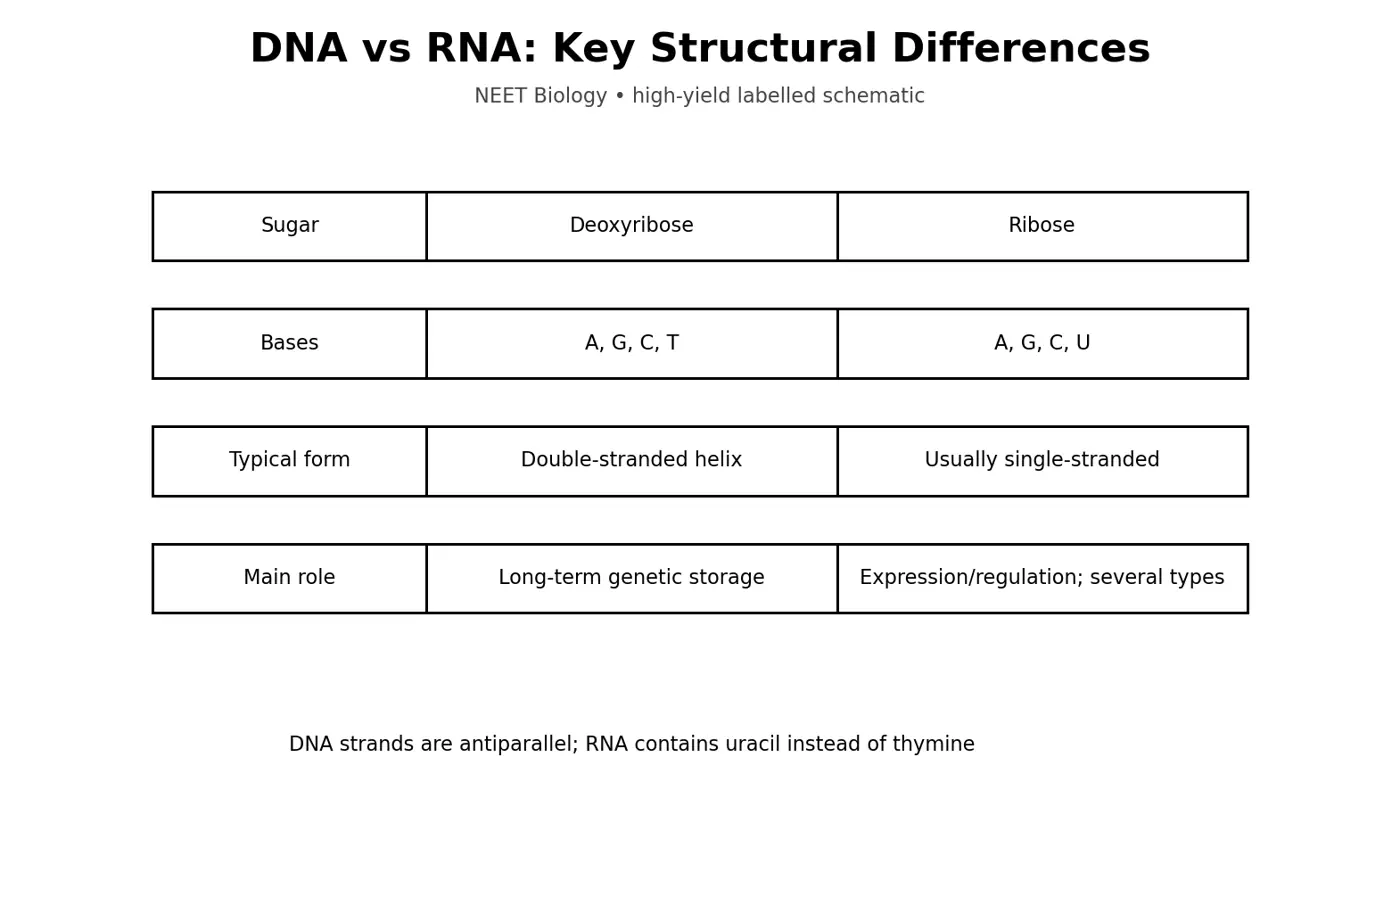 DNA vs RNA: Key Structural Differences
NEET Biology • high-yield labelled schematic
Sugar Deoxyribose Ribose
Bases A, G, C, T A, G, C, U
Typical form Double-stranded helix Usually single-stranded
Main role Long-term genetic storage Expression/regulation; several types
DNA strands are antiparallel; RNA contains uracil instead of thymine